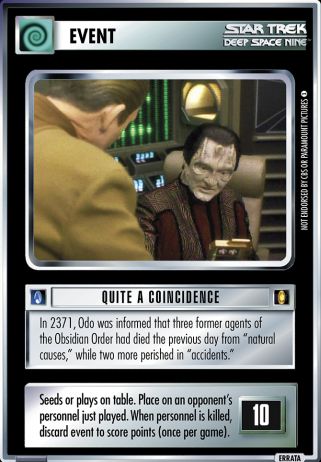 EVENT
STAR TREK
DEEP SPACE NINE™
NOT ENDORSED BY CBS OR PARAMOUNT PICTURES
QUITE A COINCIDENCE
In 2371, Odo was informed that three former agents
of the Obsidian Order had died the previous day from "natural
causes," while two more perished in "accidents."
Seeds or plays on table. Place on an opponent's
personnel just played. When personnel is killed,
discard event to score points (once per game).
10
ERRATA